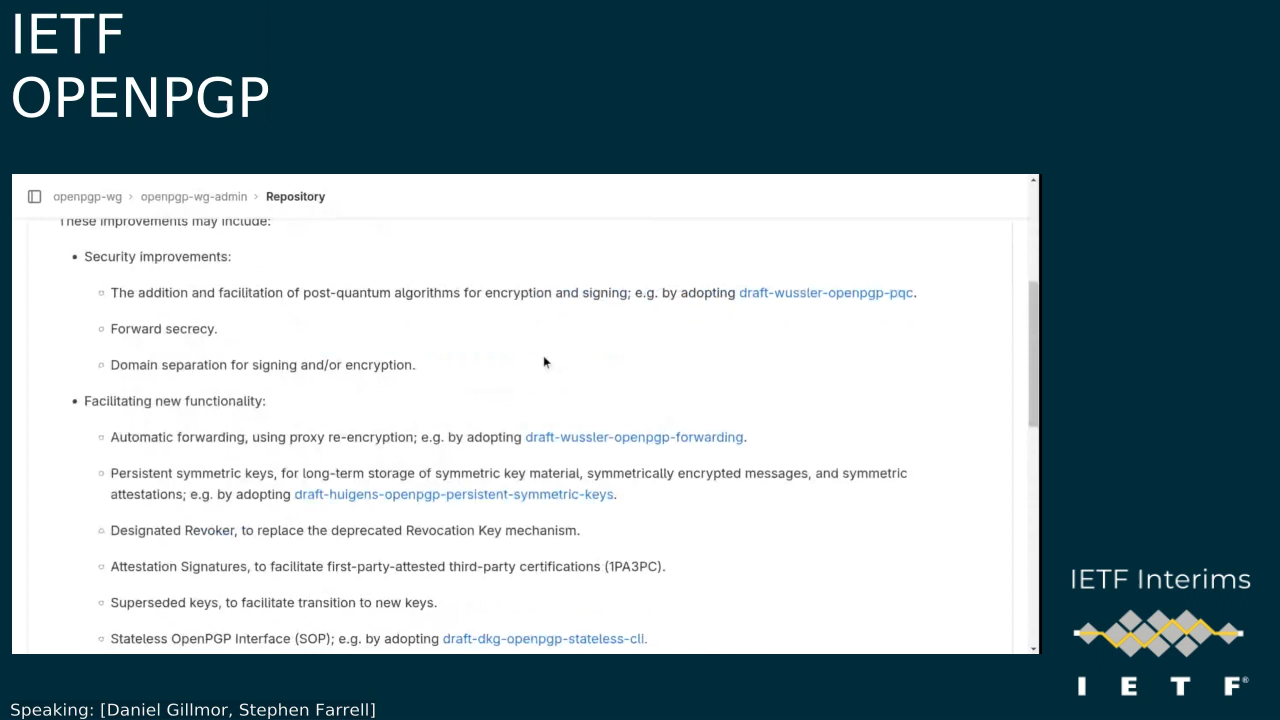 IETF
OPENPGP
openpgp-wg › openpgp-wg-admin › Repository
These improvements may include:
• Security improvements:
○ The addition and facilitation of post-quantum algorithms for encryption and signing; e.g. by adopting draft-wussler-openpgp-pqc.
○ Forward secrecy.
○ Domain separation for signing and/or encryption.
• Facilitating new functionality:
○ Automatic forwarding, using proxy re-encryption; e.g. by adopting draft-wussler-openpgp-forwarding.
○ Persistent symmetric keys, for long-term storage of symmetric key material, symmetrically encrypted messages, and symmetric
attestations; e.g. by adopting draft-huigens-openpgp-persistent-symmetric-keys.
○ Designated Revoker, to replace the deprecated Revocation Key mechanism.
○ Attestation Signatures, to facilitate first-party-attested third-party certifications (1PA3PC).
○ Superseded keys, to facilitate transition to new keys.
○ Stateless OpenPGP Interface (SOP); e.g. by adopting draft-dkg-openpgp-stateless-cli.
IETF Interims
I E T F®
Speaking: [Daniel Gillmor, Stephen Farrell]